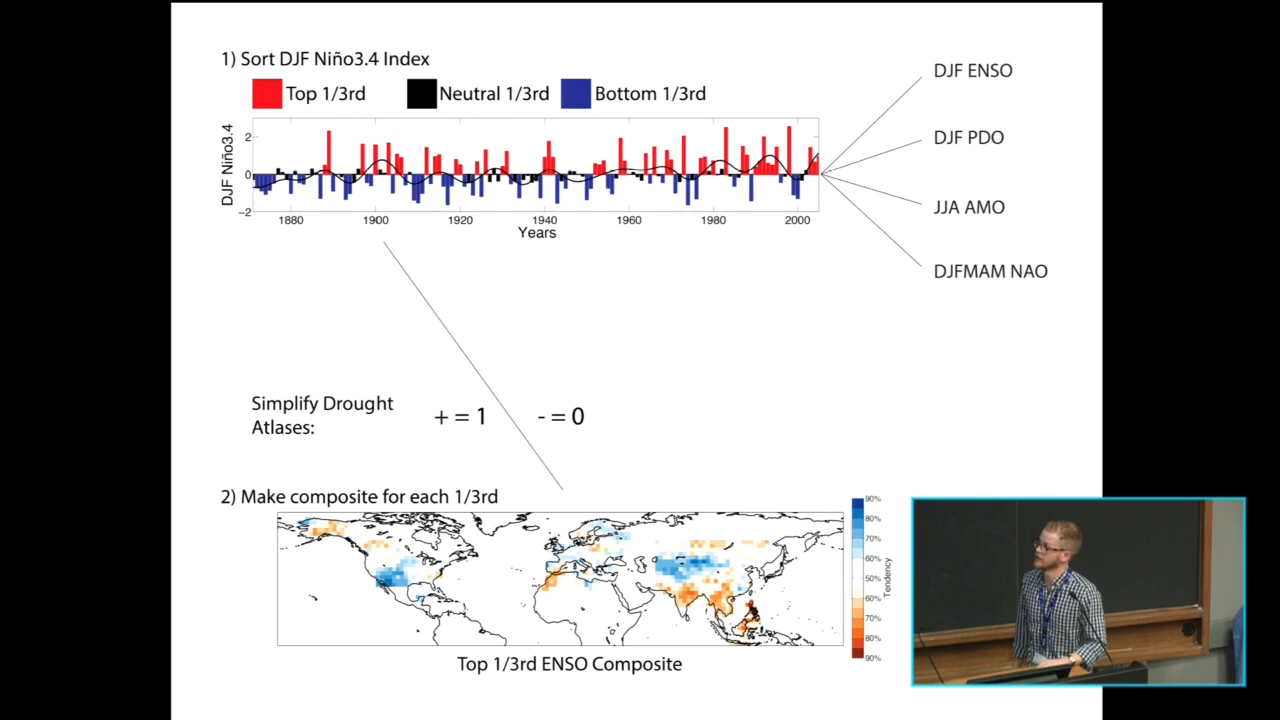 1) Sort DJF Niño3.4 Index
Top 1/3rd
Neutral 1/3rd
Bottom 1/3rd
DJF Niño3.4
2
0
−2
1880
1900
1920
1940
1960
1980
2000
Years
DJF ENSO
DJF PDO
JJA AMO
DJFMAM NAO
Simplify Drought
Atlases:
+ = 1
- = 0
2) Make composite for each 1/3rd
90%
80%
70%
60%
50%
60%
70%
80%
90%
Tendency
Top 1/3rd ENSO Composite